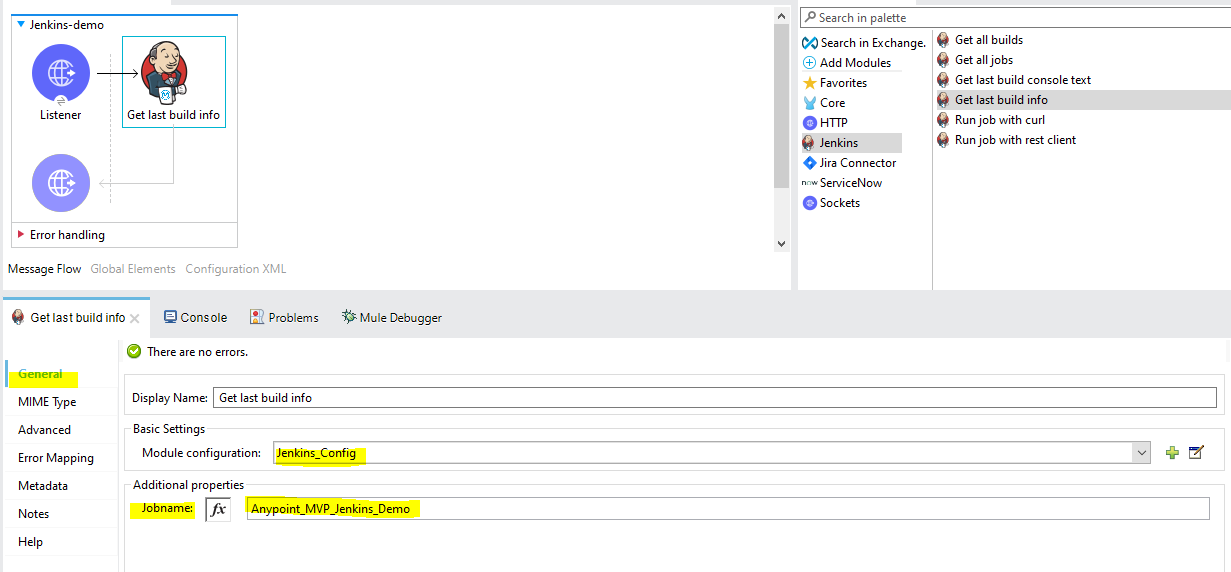 Jenkins-demo
Listener
Get last build info
Error handling
Message Flow Global Elements Configuration XML
Search in palette
Search in Exchange.
Add Modules
Favorites
Core
HTTP
Jenkins
Jira Connector
now ServiceNow
Sockets
Get all builds
Get all jobs
Get last build console text
Get last build info
Run job with curl
Run job with rest client
Get last build info Console Problems Mule Debugger
There are no errors.
General
MIME Type
Advanced
Error Mapping
Metadata
Notes
Help
Display Name: Get last build info
Basic Settings
Module configuration: Jenkins_Config
Additional properties
Jobname: fx Anypoint_MVP_Jenkins_Demo